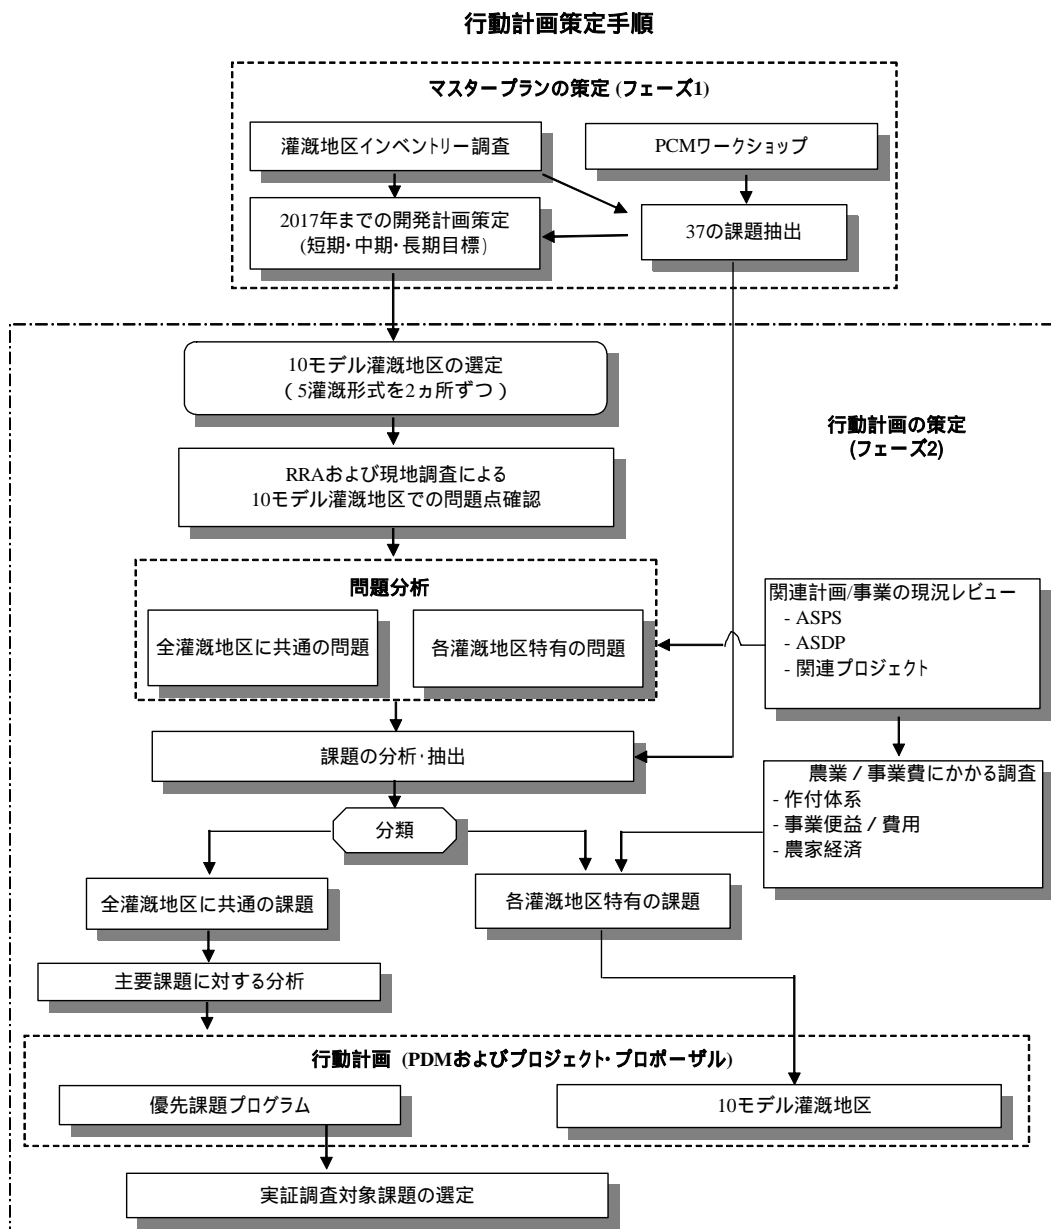 行動計画策定手順
マスタープランの策定 (フェーズ1)
灌漑地区インベントリー調査
PCMワークショップ
2017年までの開発計画策定
(短期・中期・長期目標)
37の課題抽出
10モデル灌漑地区の選定
(5灌漑形式を2ヵ所ずつ)
行動計画の策定
(フェーズ2)
RRAおよび現地調査による
10モデル灌漑地区での問題点確認
問題分析
全灌漑地区に共通の問題
各灌漑地区特有の問題
関連計画/事業の現況レビュー
- ASPS
- ASDP
- 関連プロジェクト
課題の分析・抽出
農業 / 事業費にかかる調査
- 作付体系
- 事業便益 / 費用
- 農家経済
分類
全灌漑地区に共通の課題
各灌漑地区特有の課題
主要課題に対する分析
行動計画 (PDMおよびプロジェクト・プロポーザル)
優先課題プログラム
10モデル灌漑地区
実証調査対象課題の選定